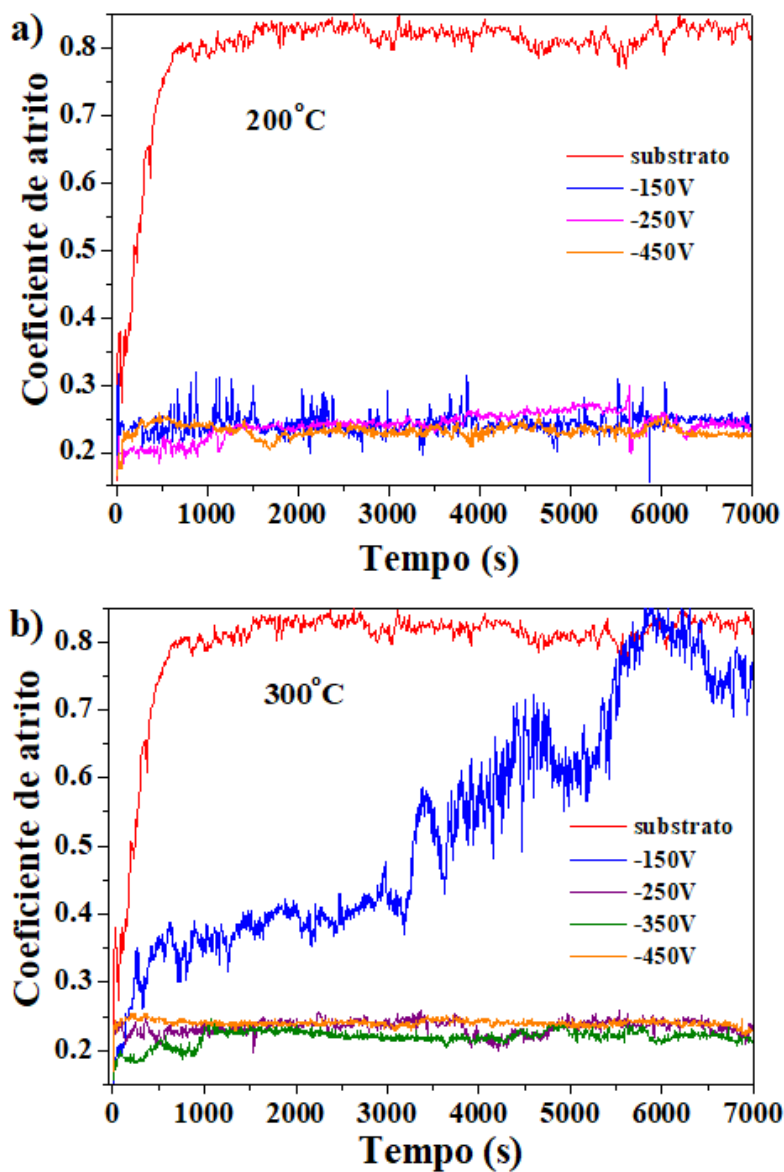 a)
200°C
Coeficiente de atrito
0.8
0.7
0.6
0.5
0.4
0.3
0.2
substrato
-150V
-250V
-450V
0 1000 2000 3000 4000 5000 6000 7000
Tempo (s)
b)
300°C
Coeficiente de atrito
0.8
0.7
0.6
0.5
0.4
0.3
0.2
substrato
-150V
-250V
-350V
-450V
0 1000 2000 3000 4000 5000 6000 7000
Tempo (s)